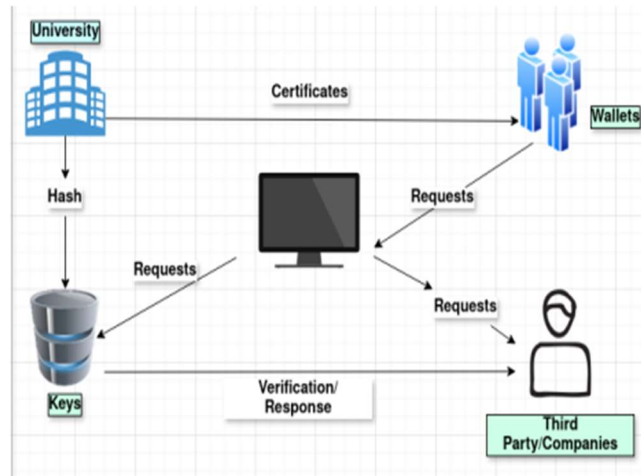 University
Certificates
Wallets
Hash
Requests
Requests
Requests
Verification/
Response
Keys
Third
Party/Companies